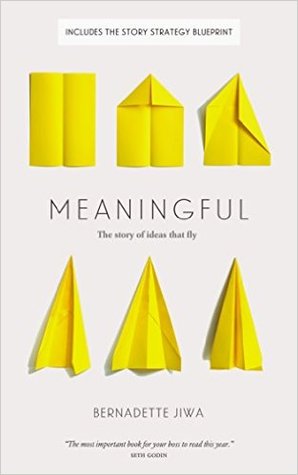 INCLUDES THE STORY STRATEGY BLUEPRINT
MEANINGFUL
The story of ideas that fly
BERNADETTE JIWA
"The most important book for your boss to read this year."
SETH GODIN